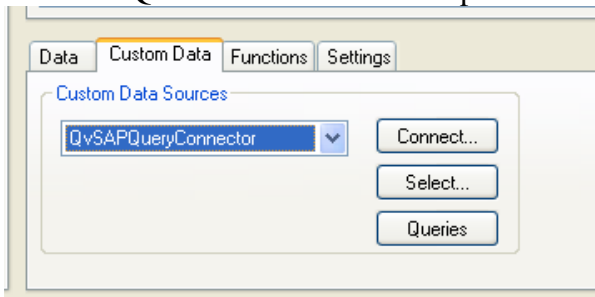 Data Custom Data Functions Settings
Custom Data Sources
QvSAPQueryConnector Connect...
Select...
Queries